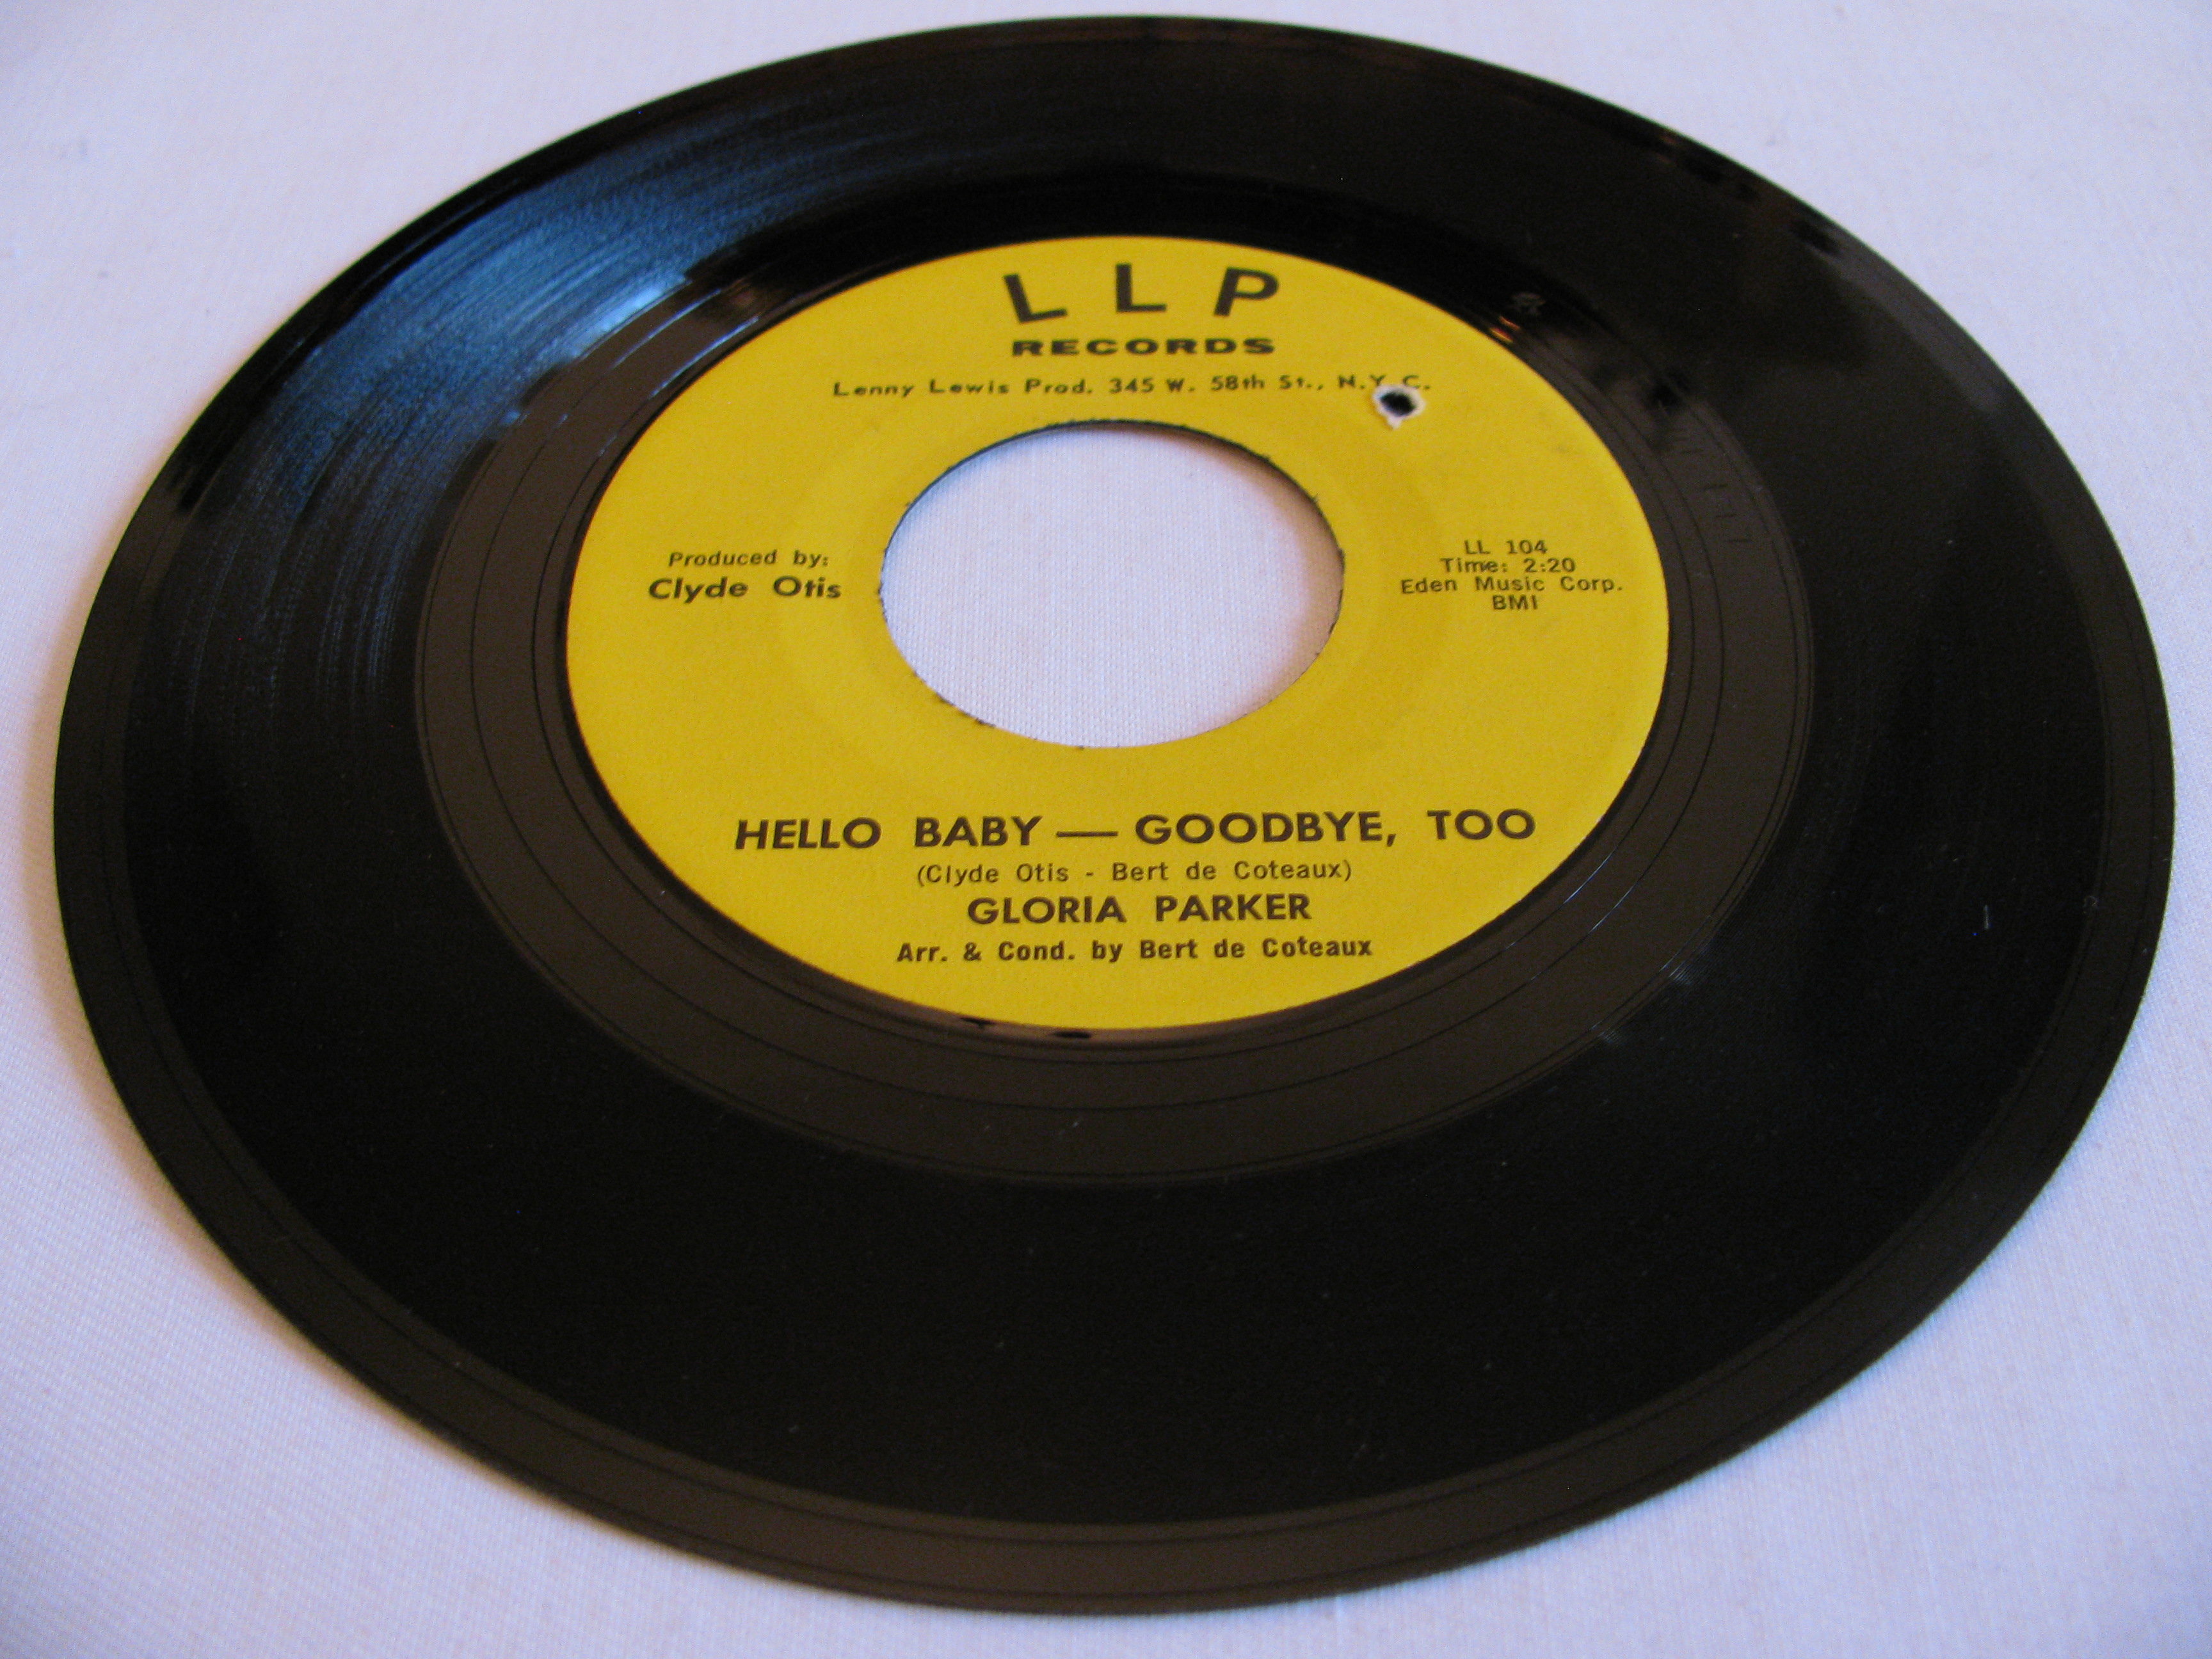 LLP
RECORDS
Lenny Lewis Prod. 345 W. 58th St., N.Y.C.
Produced by:
Clyde Otis
LL 104
Time: 2:20
Eden Music Corp.
BMI
HELLO BABY — GOODBYE, TOO
(Clyde Otis - Bert de Coteaux)
GLORIA PARKER
Arr. & Cond. by Bert de Coteaux